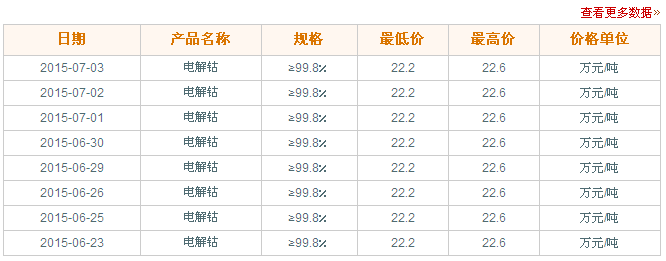 查看更多数据»
日期 产品名称 规格 最低价 最高价 价格单位
2015-07-03 电解钴 ≥99.8% 22.2 22.6 万元/吨
2015-07-02 电解钴 ≥99.8% 22.2 22.6 万元/吨
2015-07-01 电解钴 ≥99.8% 22.2 22.6 万元/吨
2015-06-30 电解钴 ≥99.8% 22.2 22.6 万元/吨
2015-06-29 电解钴 ≥99.8% 22.2 22.6 万元/吨
2015-06-26 电解钴 ≥99.8% 22.2 22.6 万元/吨
2015-06-25 电解钴 ≥99.8% 22.2 22.6 万元/吨
2015-06-23 电解钴 ≥99.8% 22.2 22.6 万元/吨